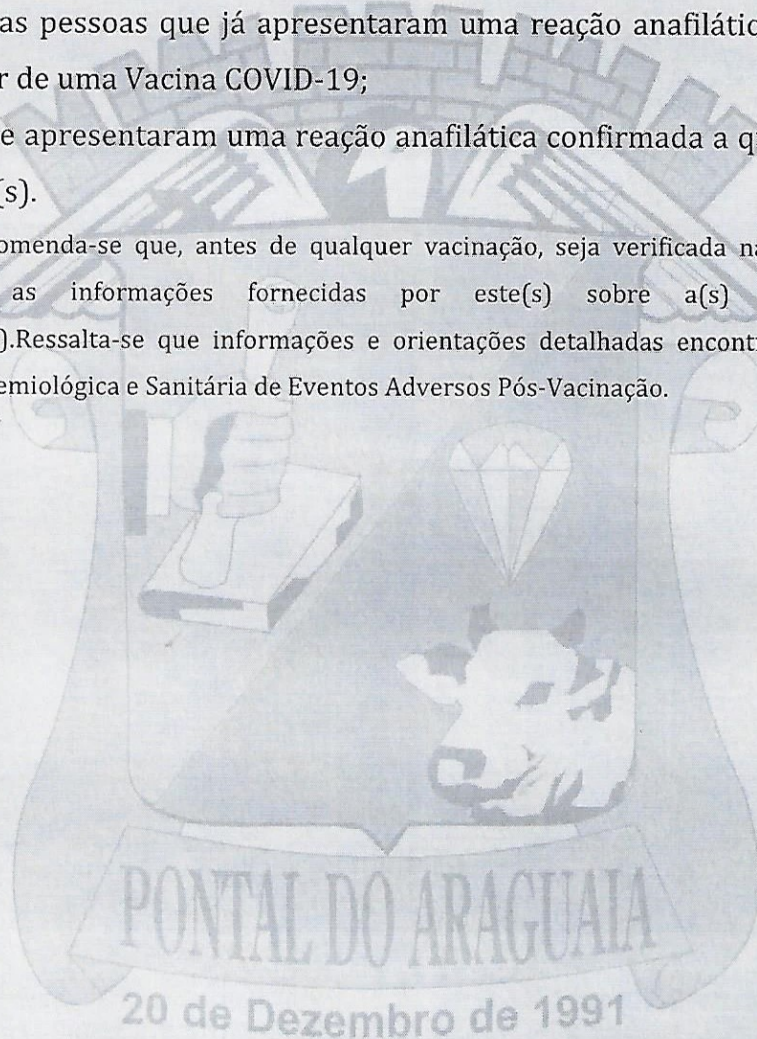 as pessoas que já apresentaram uma reação anafilátic
r de uma Vacina COVID-19;
e apresentaram uma reação anafilática confirmada a q
(s).
omenda-se que, antes de qualquer vacinação, seja verificada na
as informações fornecidas por este(s) sobre a(s)
).Ressalta-se que informações e orientações detalhadas encont
emiológica e Sanitária de Eventos Adversos Pós-Vacinação.
PONTAL DO ARAGUAIA
20 de Dezembro de 1991